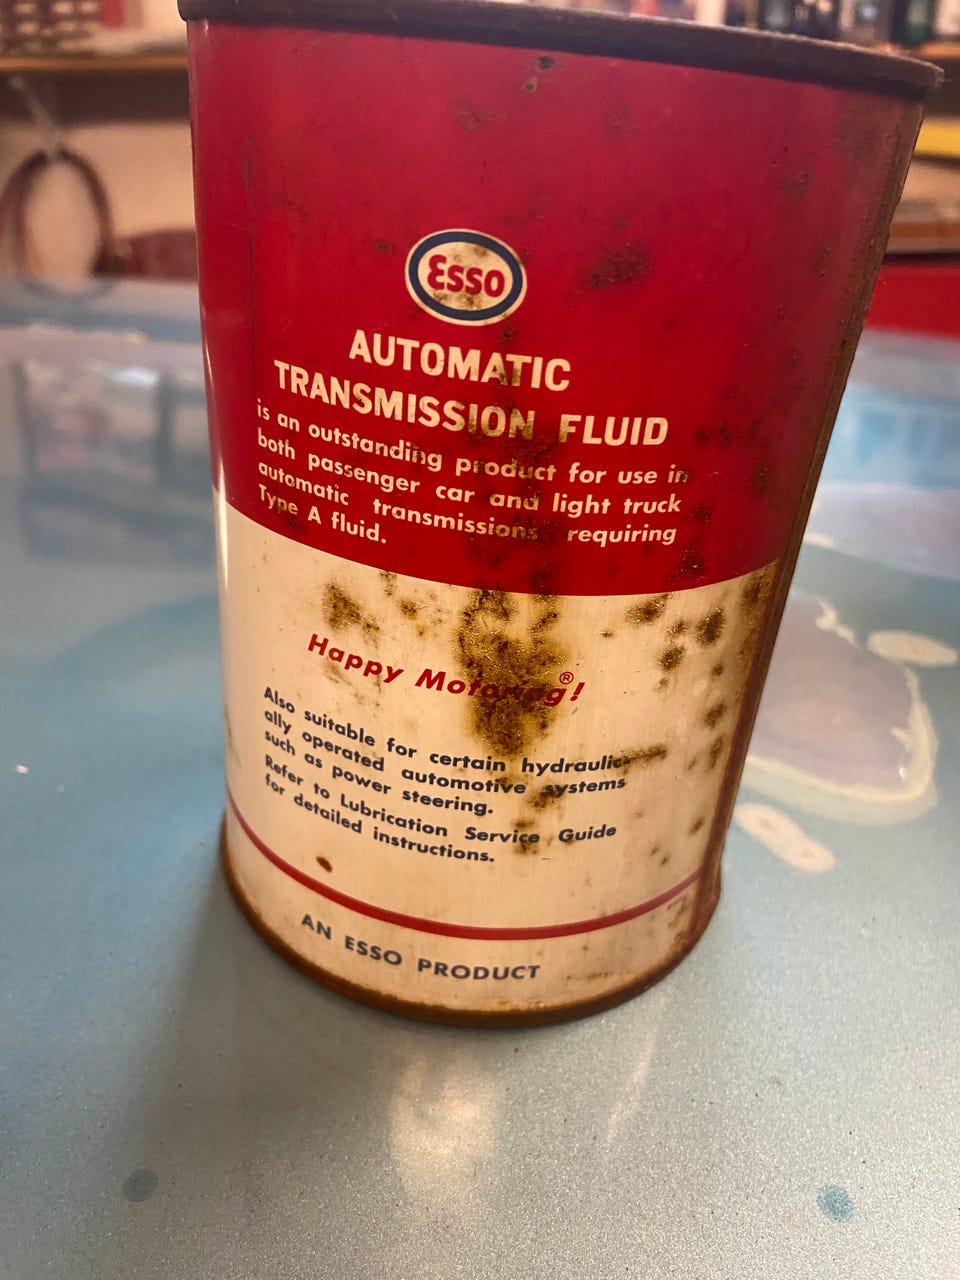 Esso
AUTOMATIC
TRANSMISSION FLUID
is an outstanding product for use in
both passenger car and light truck
automatic transmissions requiring
Type A fluid.
Happy Motoring®!
Also suitable for certain hydraulic-
ally operated automotive systems
such as power steering.
Refer to Lubrication Service Guide
for detailed instructions.
AN ESSO PRODUCT